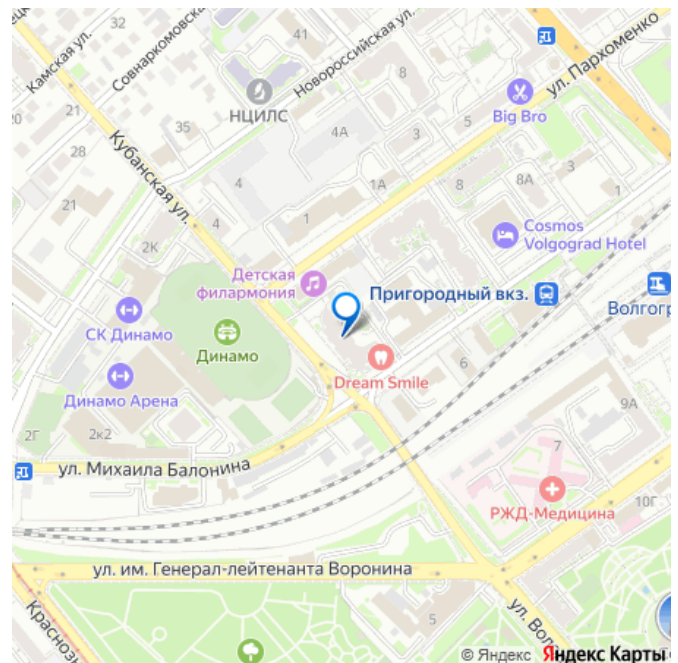 Камская ул.
Совнаркомовская
41
Новороссийская ул.
НЦИЛС
8
ул. Пархоменко
Big Bro
20
21
28
35
Кубанская ул.
4А
3
5
3
1
21
4
1А
8
8А
4
1
2К
Cosmos
Volgograd Hotel
Детская
филармония
Пригородный вкз.
Волгогр
СК Динамо
Динамо
Динамо Арена
Dream Smile
6
9А
2Г
2к2
ул. Михаила Балонина
7
РЖД-Медицина
10Г
ул. им. Генерал-лейтенанта Воронина
5
Краснозн
ул. Вол
© Яндекс Яндекс Карты